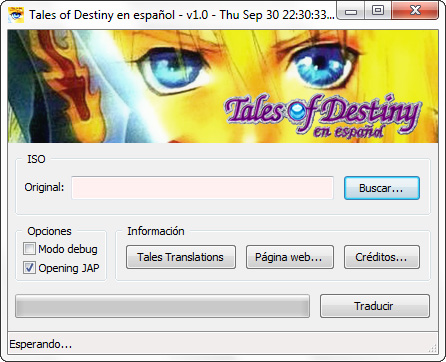 Tales of Destiny en español - v1.0 - Thu Sep 30 22:30:33...
Tales of Destiny
en español
ISO
Original:
Buscar...
Opciones
Modo debug
Opening JAP
Información
Tales Translations
Página web...
Créditos...
Traducir
Esperando...